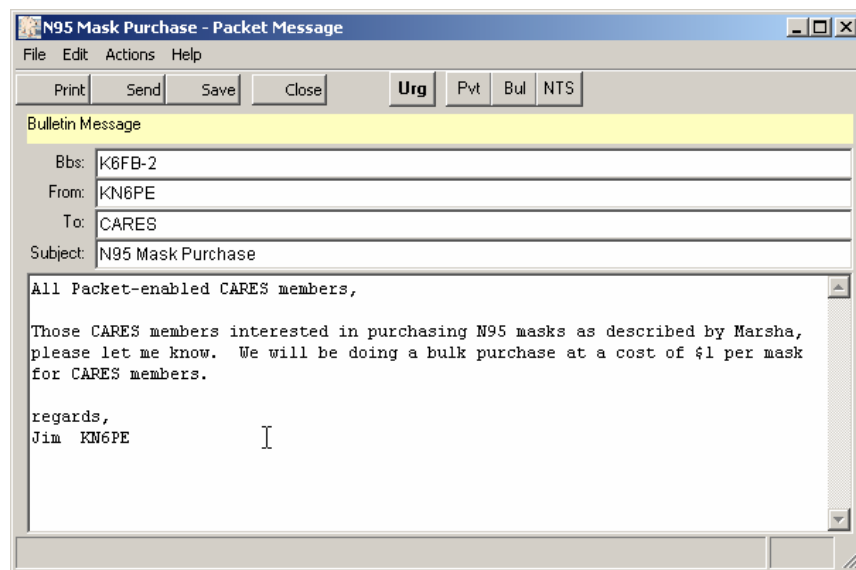 N95 Mask Purchase - Packet Message
File Edit Actions Help
Print Send Save Close Urg Pvt Bul NTS
Bulletin Message
Bbs: K6FB-2
From: KN6PE
To: CARES
Subject: N95 Mask Purchase
All Packet-enabled CARES members,
Those CARES members interested in purchasing N95 masks as described by Marsha,
please let me know.  We will be doing a bulk purchase at a cost of $1 per mask
for CARES members.
regards,
Jim  KN6PE